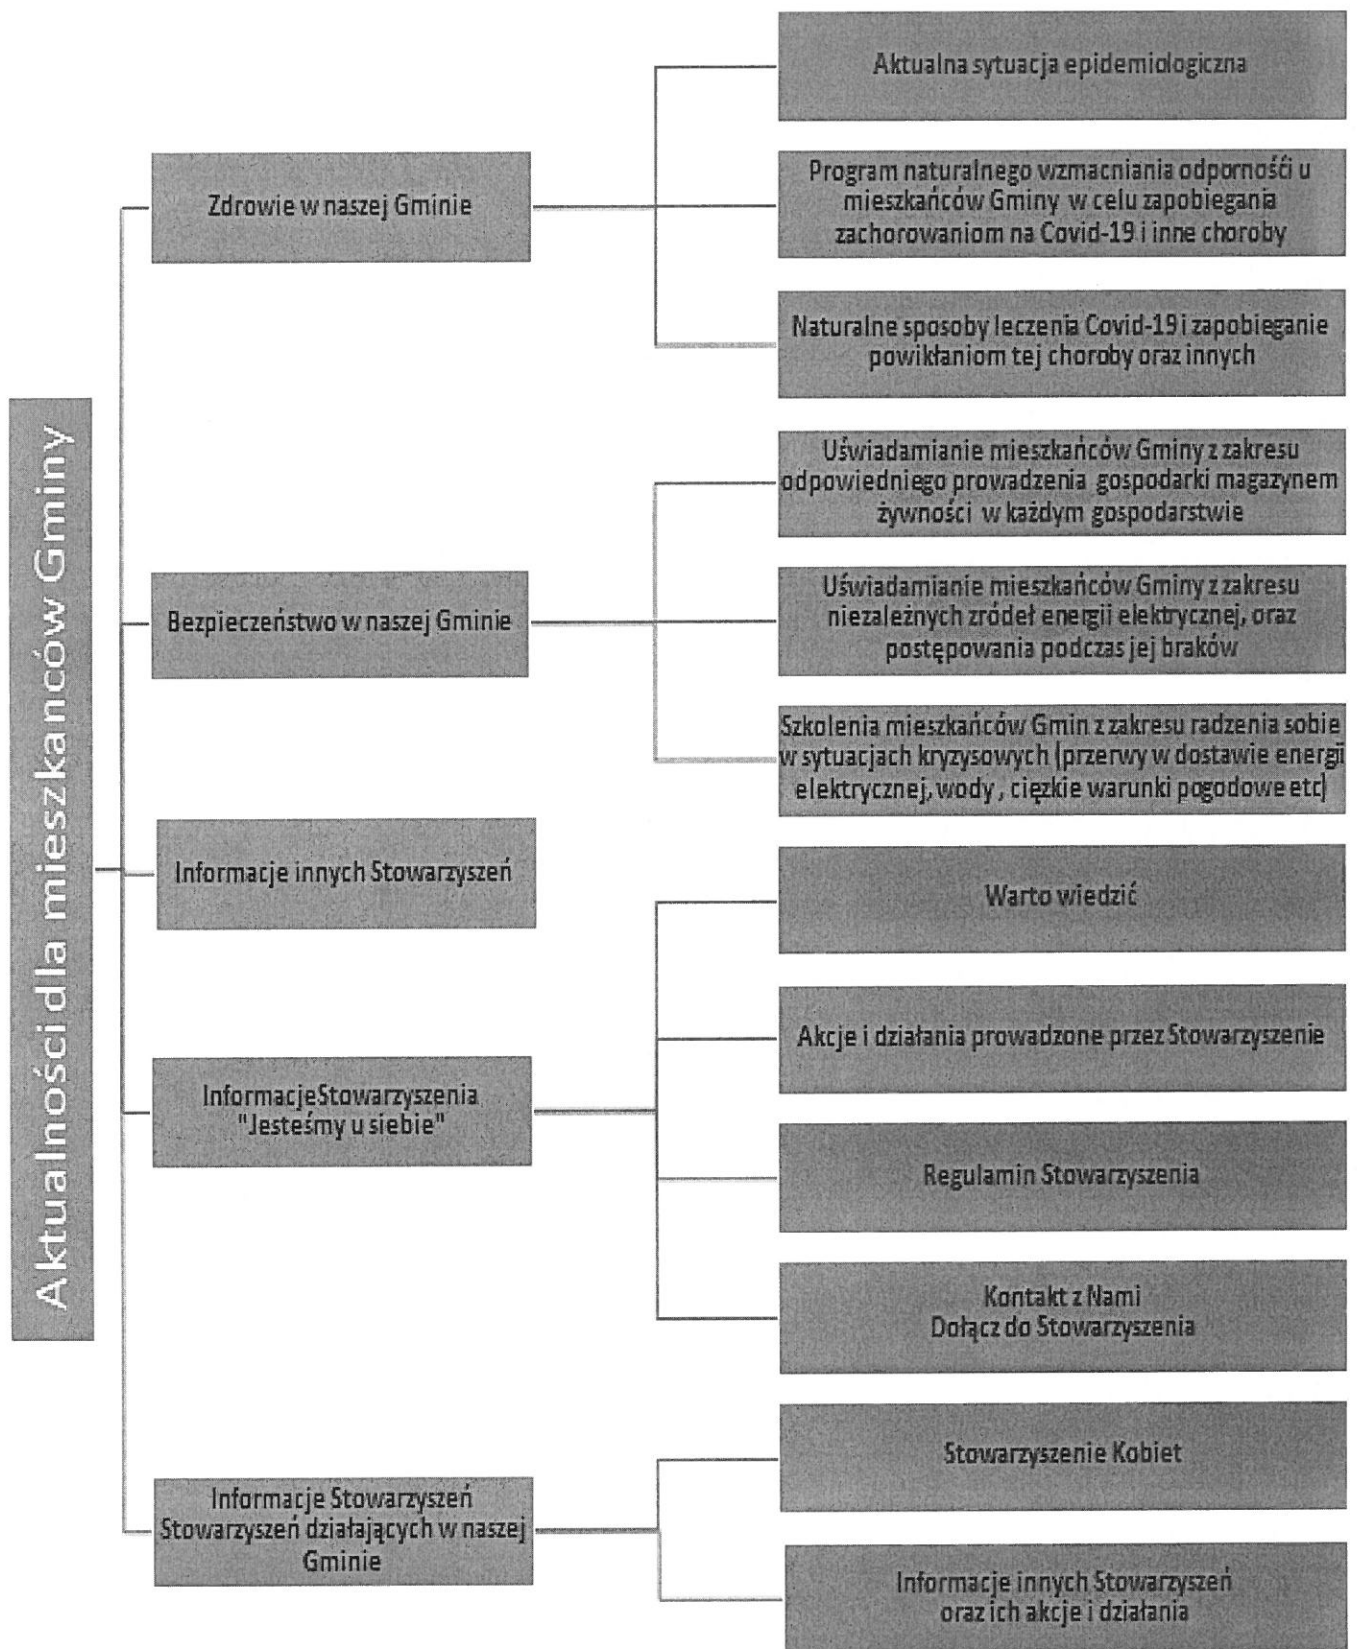 Aktualności dla mieszkańców Gminy
Zdrowie w naszej Gminie
Aktualna sytuacja epidemiologiczna
Program naturalnego wzmacniania odpornośći u
mieszkańców Gminy w celu zapobiegania
zachorowaniom na Covid-19 i inne choroby
Naturalne sposoby leczenia Covid-19 i zapobieganie
powikłaniom tej choroby oraz innych
Bezpieczeństwo w naszej Gminie
Uświadamianie mieszkańców Gminy z zakresu
odpowiedniego prowadzenia gospodarki magazynem
żywności w każdym gospodarstwie
Uświadamianie mieszkańców Gminy z zakresu
niezależnych zródeł energii elektrycznej, oraz
postępowania podczas jej braków
Szkolenia mieszkańców Gmin z zakresu radzenia sobie
w sytuacjach kryzysowych (przerwy w dostawie energii
elektrycznej, wody , cięzkie warunki pogodowe etc)
Informacje innych Stowarzyszeń
InformacjeStowarzyszenia
"Jesteśmy u siebie"
Warto wiedzić
Akcje i działania prowadzone przez Stowarzyszenie
Regulamin Stowarzyszenia
Kontakt z Nami
Dołącz do Stowarzyszenia
Informacje Stowarzyszeń
Stowarzyszeń działających w naszej
Gminie
Stowarzyszenie Kobiet
Informacje innych Stowarzyszeń
oraz ich akcje i działania